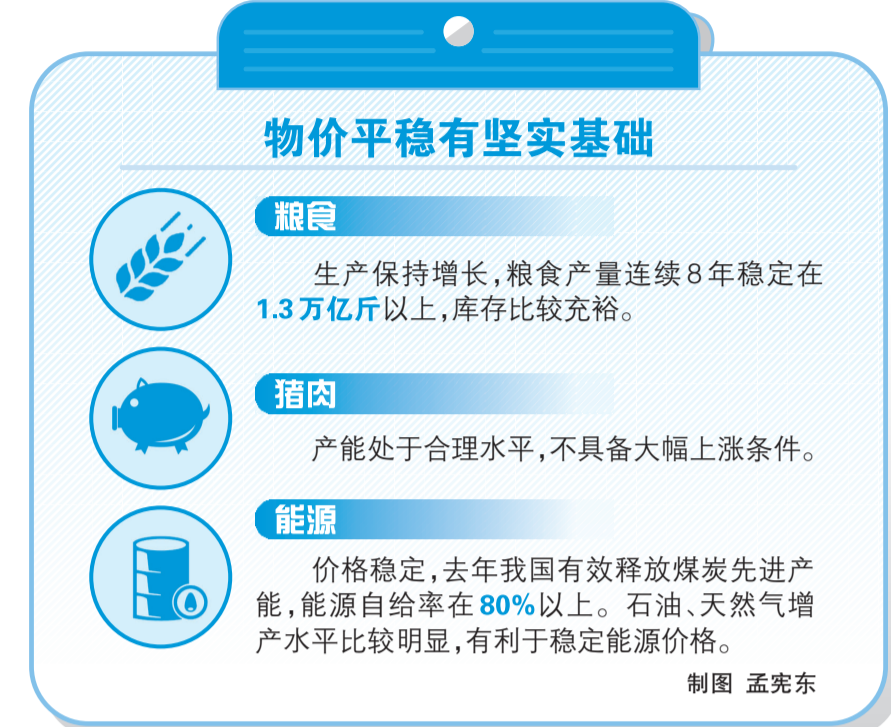 物价平稳有坚实基础
粮食
生产保持增长,粮食产量连续8年稳定在
1.3万亿斤以上,库存比较充裕。
猪肉
产能处于合理水平,不具备大幅上涨条件。
能源
价格稳定,去年我国有效释放煤炭先进产
能,能源自给率在80%以上。石油、天然气增
产水平比较明显,有利于稳定能源价格。
制图 孟宪东